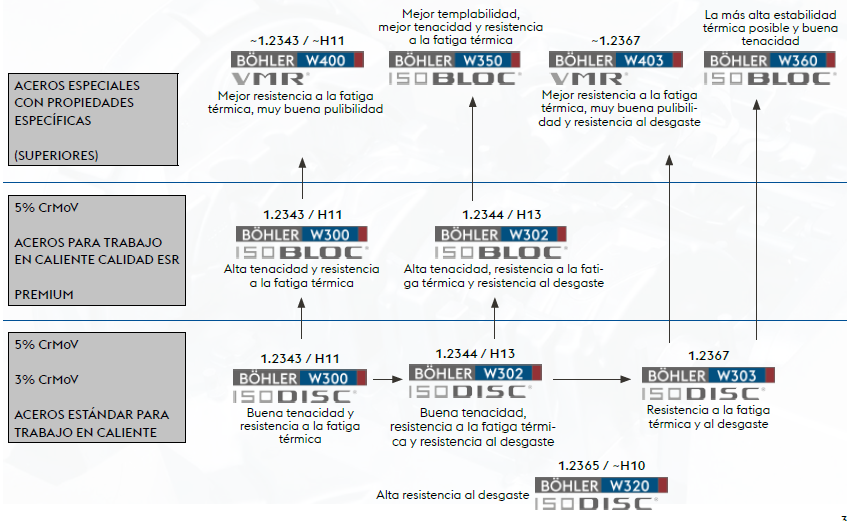 ~1.2343 / ~H11
BÖHLER W400
VMR®
Mejor resistencia a la fatiga
térmica, muy buena pulibilidad
Mejor templabilidad,
mejor tenacidad y resistencia
a la fatiga térmica
BÖHLER W350
ISOBLOC®
~1.2367
BÖHLER W403
VMR®
Mejor resistencia a la fatiga
térmica, muy buena pulibili-
dad y resistencia al desgaste
La más alta estabilidad
térmica posible y buena
tenacidad
BÖHLER W360
ISOBLOC®
ACEROS ESPECIALES
CON PROPIEDADES
ESPECÍFICAS
(SUPERIORES)
5% CrMoV
ACEROS PARA TRABAJO
EN CALIENTE CALIDAD ESR
PREMIUM
1.2343 / H11
BÖHLER W300
ISOBLOC®
Alta tenacidad y resistencia
a la fatiga térmica
1.2344 / H13
BÖHLER W302
ISOBLOC®
Alta tenacidad, resistencia a la fati-
ga térmica y resistencia al desgaste
5% CrMoV
3% CrMoV
ACEROS ESTÁNDAR PARA
TRABAJO EN CALIENTE
1.2343 / H11
BÖHLER W300
ISODISC®
Buena tenacidad y
resistencia a la fatiga
térmica
1.2344 / H13
BÖHLER W302
ISODISC®
Buena tenacidad,
resistencia a la fatiga térmi-
ca y resistencia al desgaste
1.2367
BÖHLER W303
ISODISC®
Resistencia a la fatiga
térmica y al desgaste
1.2365 / ~H10
Alta resistencia al desgaste
BÖHLER W320
ISODISC®
3